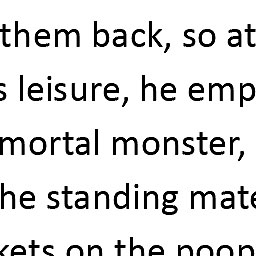 them back, so at
s leisure, he emp
mortal monster,
he standing mate
kets on the poop